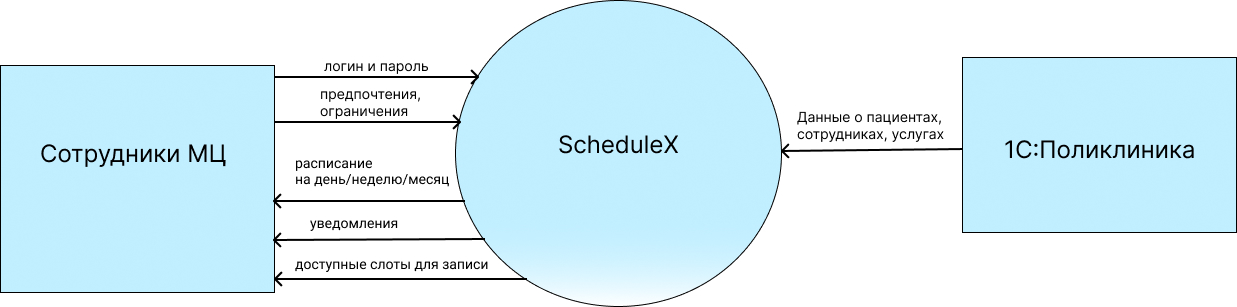 Сотрудники МЦ
логин и пароль
предпочтения,
ограничения
расписание
на день/неделю/месяц
уведомления
доступные слоты для записи
ScheduleX
Данные о пациентах,
сотрудниках, услугах
1С:Поликлиника